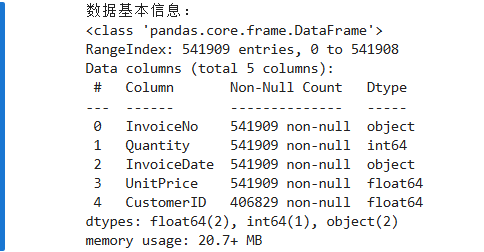 数据基本信息：
<class 'pandas.core.frame.DataFrame'>
RangeIndex: 541909 entries, 0 to 541908
Data columns (total 5 columns):
 #   Column       Non-Null Count   Dtype
---  ------       --------------   -----
 0   InvoiceNo    541909 non-null  object
 1   Quantity     541909 non-null  int64
 2   InvoiceDate  541909 non-null  object
 3   UnitPrice    541909 non-null  float64
 4   CustomerID   406829 non-null  float64
dtypes: float64(2), int64(1), object(2)
memory usage: 20.7+ MB